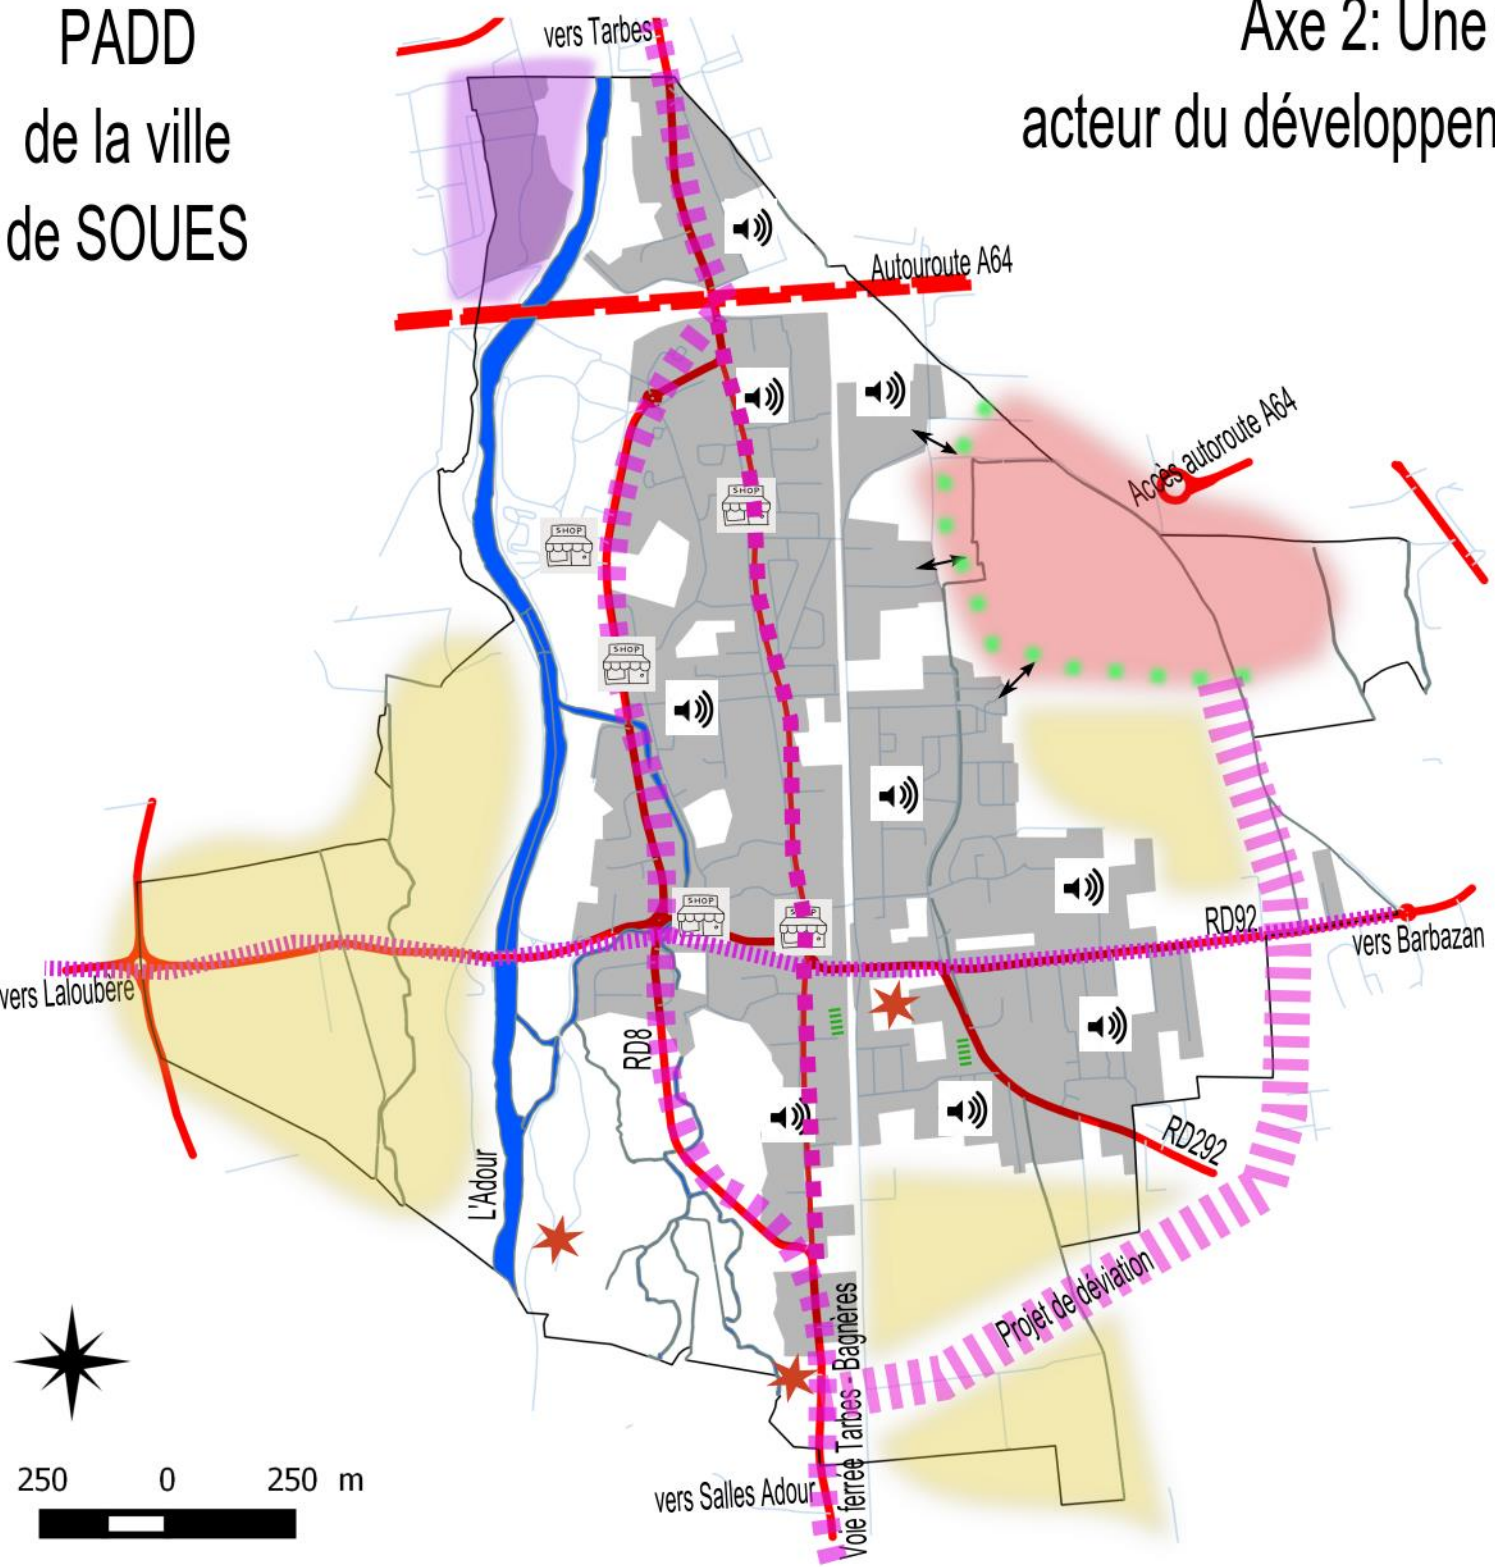 PADD
de la ville
de SOUES
Axe 2: Une
acteur du développen
vers Tarbes
Autouroute A64
Accès autoroute A64
SHOP
SHOP
SHOP
SHOP
SHOP
RD92
vers Barbazan
vers Laloubère
RD8
RD292
L'Adour
Projet de déviation
Voie ferrée Tarbes - Bagnères
vers Salles Adour
250 0 250 m